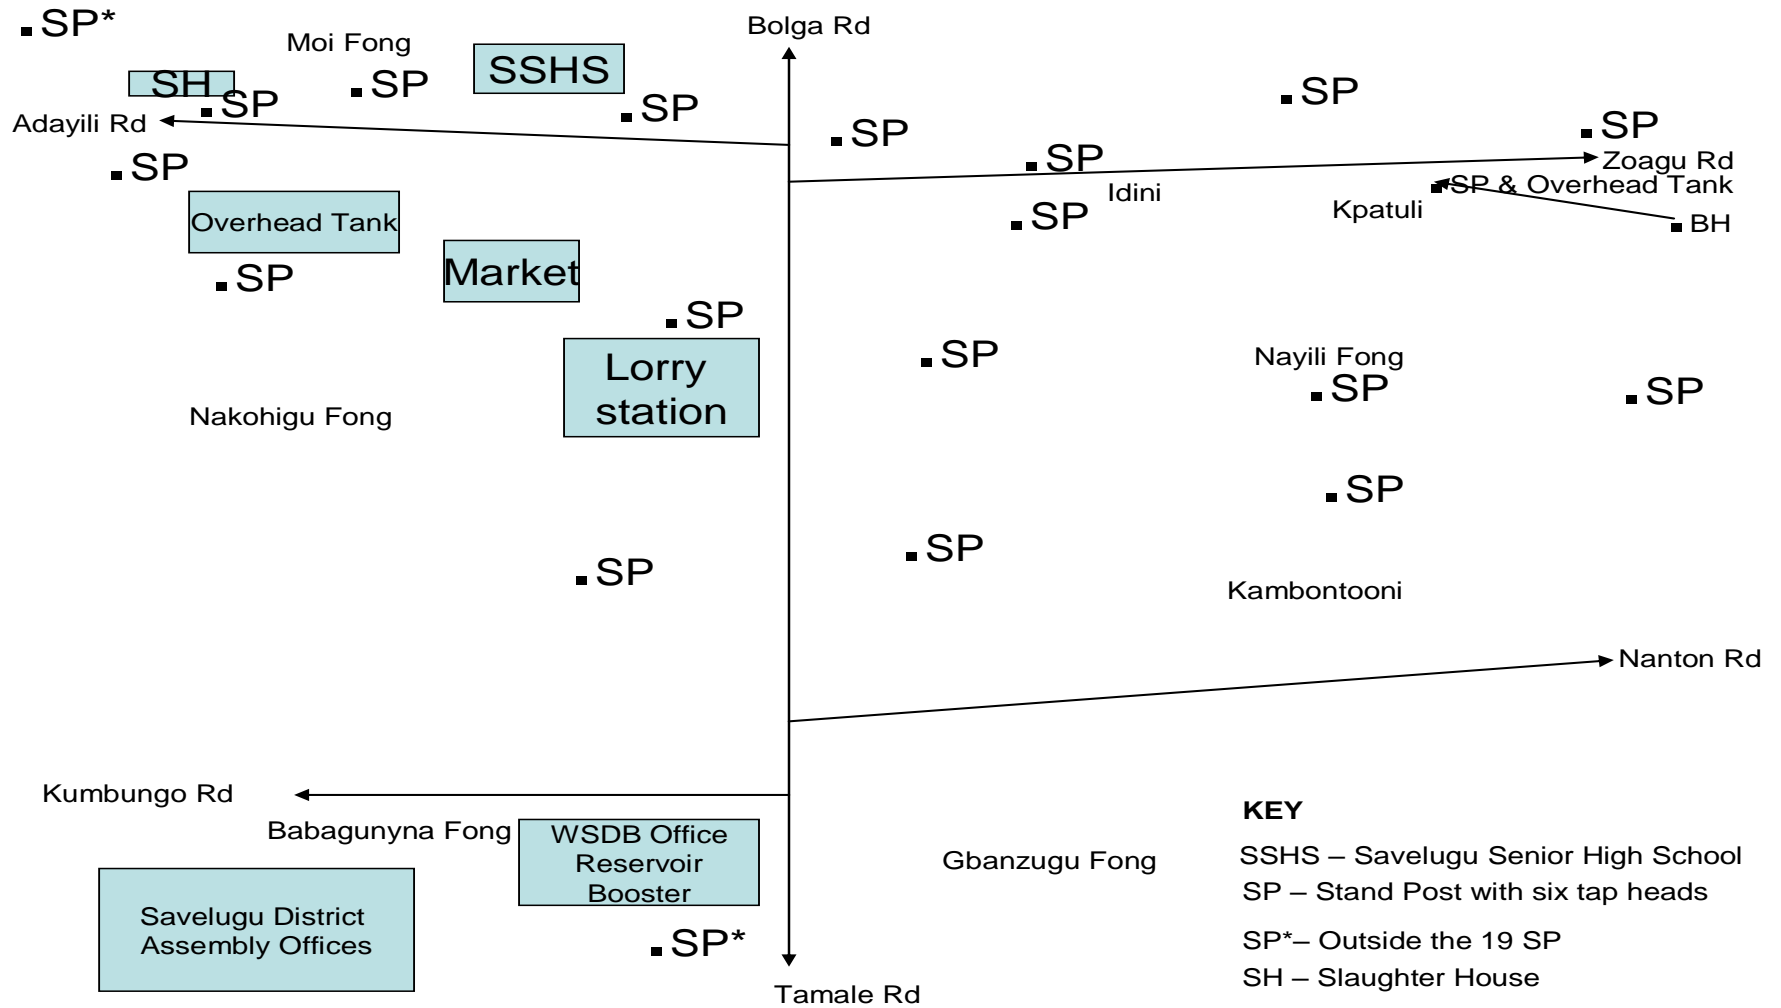 SP*
Moi Fong
Bolga Rd
SSHS
SH
SP
SP
SP
SP
SP
SP
Adayili Rd
SP
SP
Zoagu Rd
SP & Overhead Tank
Idini
Kpatuli
BH
Overhead Tank
SP
Market
SP
SP
Lorry
station
SP
Nayili Fong
SP
SP
Nakohigu Fong
SP
SP
SP
Kambontooni
Nanton Rd
Kumbungo Rd
Babagunyna Fong
WSDB Office
Reservoir
Booster
Gbanzugu Fong
Savelugu District
Assembly Offices
SP*
Tamale Rd
KEY
SSHS – Savelugu Senior High School
SP – Stand Post with six tap heads
SP*– Outside the 19 SP
SH – Slaughter House